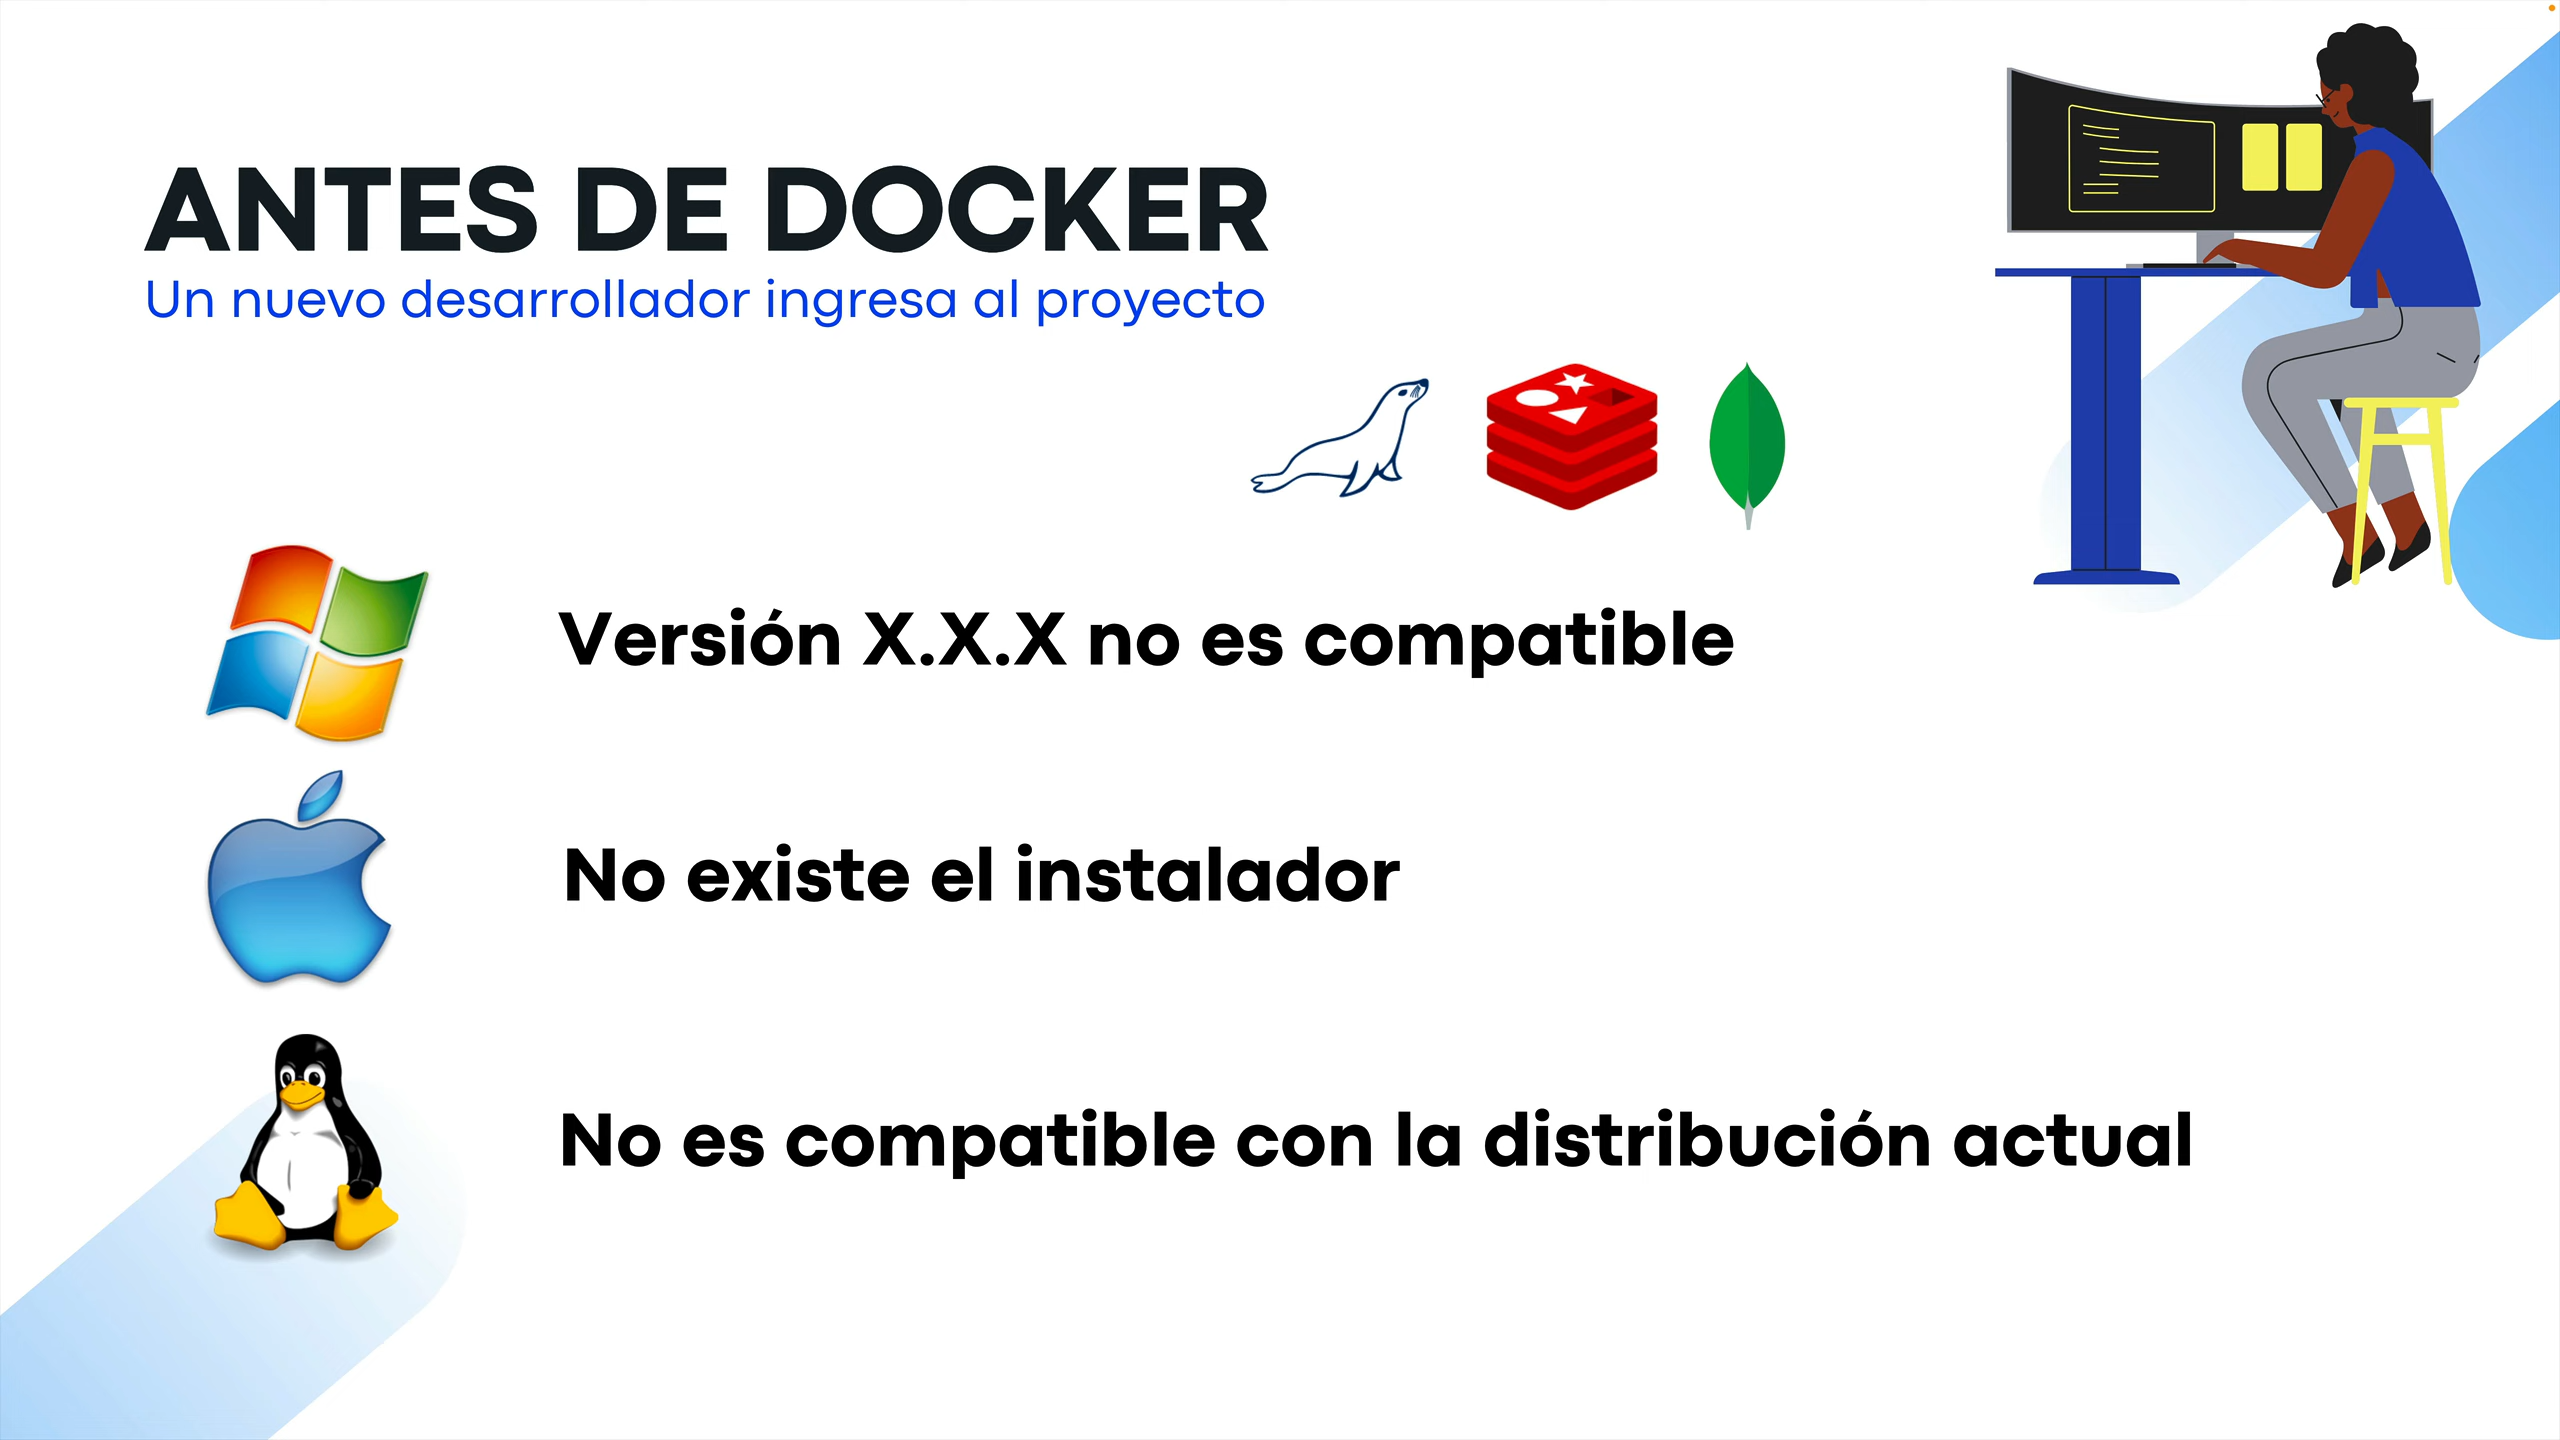 ANTES DE DOCKER
Un nuevo desarrollador ingresa al proyecto
Versión X.X.X no es compatible
No existe el instalador
No es compatible con la distribución actual